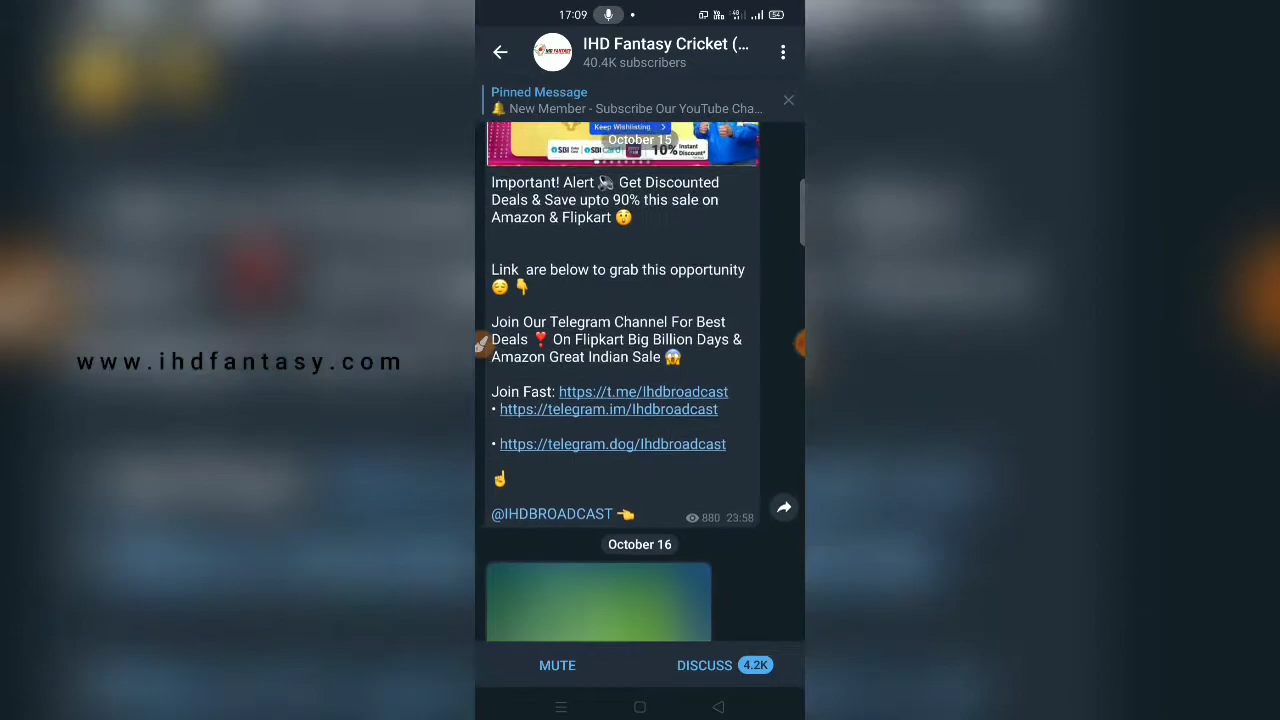 17:09
54
IHD Fantasy Cricket (...
40.4K subscribers
Pinned Message
🔔 New Member - Subscribe Our YouTube Cha...
Keep Wishlisting
October 15
SBI
SBI Card
10% Instant Discount*
Important! Alert 🔊 Get Discounted
Deals & Save upto 90% this sale on
Amazon & Flipkart 😲
Link are below to grab this opportunity
😌 👇
Join Our Telegram Channel For Best
Deals ❣️ On Flipkart Big Billion Days &
Amazon Great Indian Sale 😱
www.ihdfantasy.com
Join Fast: https://t.me/Ihdbroadcast
• https://telegram.im/Ihdbroadcast
• https://telegram.dog/Ihdbroadcast
☝
@IHDBROADCAST 👈
880 23:58
October 16
MUTE
DISCUSS 4.2K